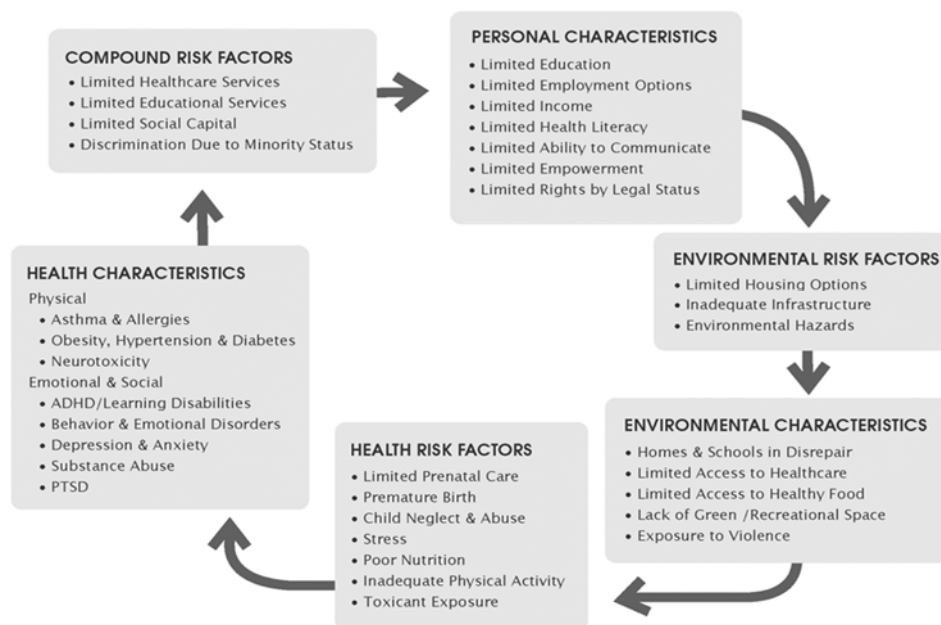 COMPOUND RISK FACTORS
• Limited Healthcare Services
• Limited Educational Services
• Limited Social Capital
• Discrimination Due to Minority Status
PERSONAL CHARACTERISTICS
• Limited Education
• Limited Employment Options
• Limited Income
• Limited Health Literacy
• Limited Ability to Communicate
• Limited Empowerment
• Limited Rights by Legal Status
ENVIRONMENTAL RISK FACTORS
• Limited Housing Options
• Inadequate Infrastructure
• Environmental Hazards
ENVIRONMENTAL CHARACTERISTICS
• Homes & Schools in Disrepair
• Limited Access to Healthcare
• Limited Access to Healthy Food
• Lack of Green /Recreational Space
• Exposure to Violence
HEALTH RISK FACTORS
• Limited Prenatal Care
• Premature Birth
• Child Neglect & Abuse
• Stress
• Poor Nutrition
• Inadequate Physical Activity
• Toxicant Exposure
HEALTH CHARACTERISTICS
Physical
• Asthma & Allergies
• Obesity, Hypertension & Diabetes
• Neurotoxicity
Emotional & Social
• ADHD/Learning Disabilities
• Behavior & Emotional Disorders
• Depression & Anxiety
• Substance Abuse
• PTSD